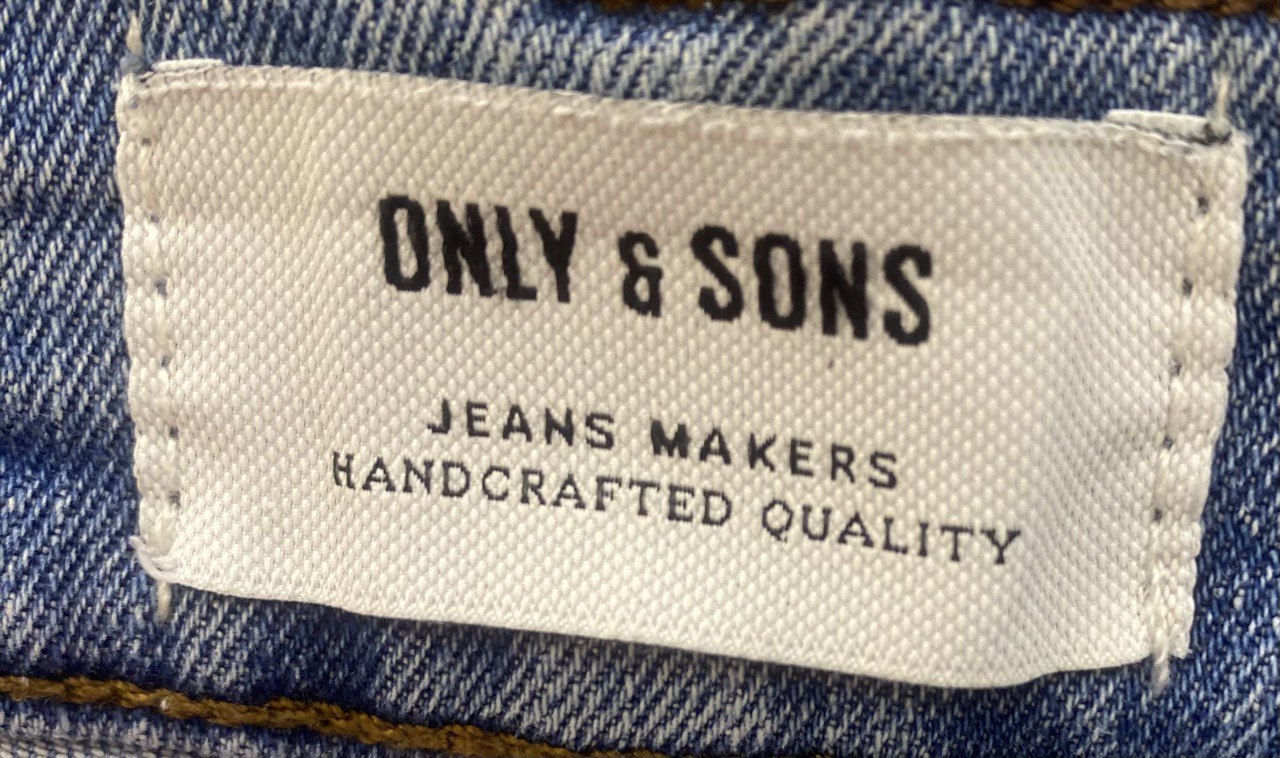 ONLY & SONS
JEANS MAKERS
HANDCRAFTED QUALITY